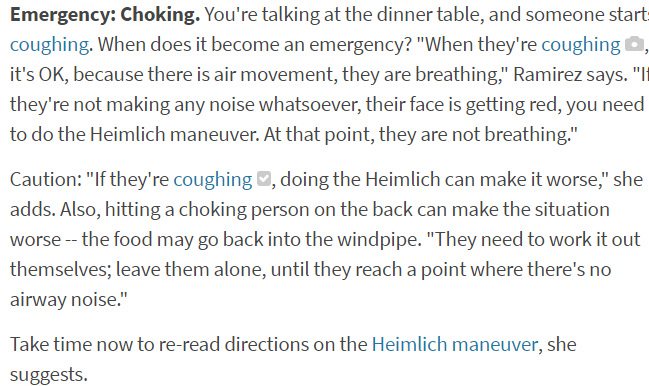 Emergency: Choking. You're talking at the dinner table, and someone start
coughing. When does it become an emergency? "When they're coughing ,
it's OK, because there is air movement, they are breathing," Ramirez says. "If
they're not making any noise whatsoever, their face is getting red, you need
to do the Heimlich maneuver. At that point, they are not breathing."
Caution: "If they're coughing , doing the Heimlich can make it worse," she
adds. Also, hitting a choking person on the back can make the situation
worse -- the food may go back into the windpipe. "They need to work it out
themselves; leave them alone, until they reach a point where there's no
airway noise."
Take time now to re-read directions on the Heimlich maneuver, she
suggests.